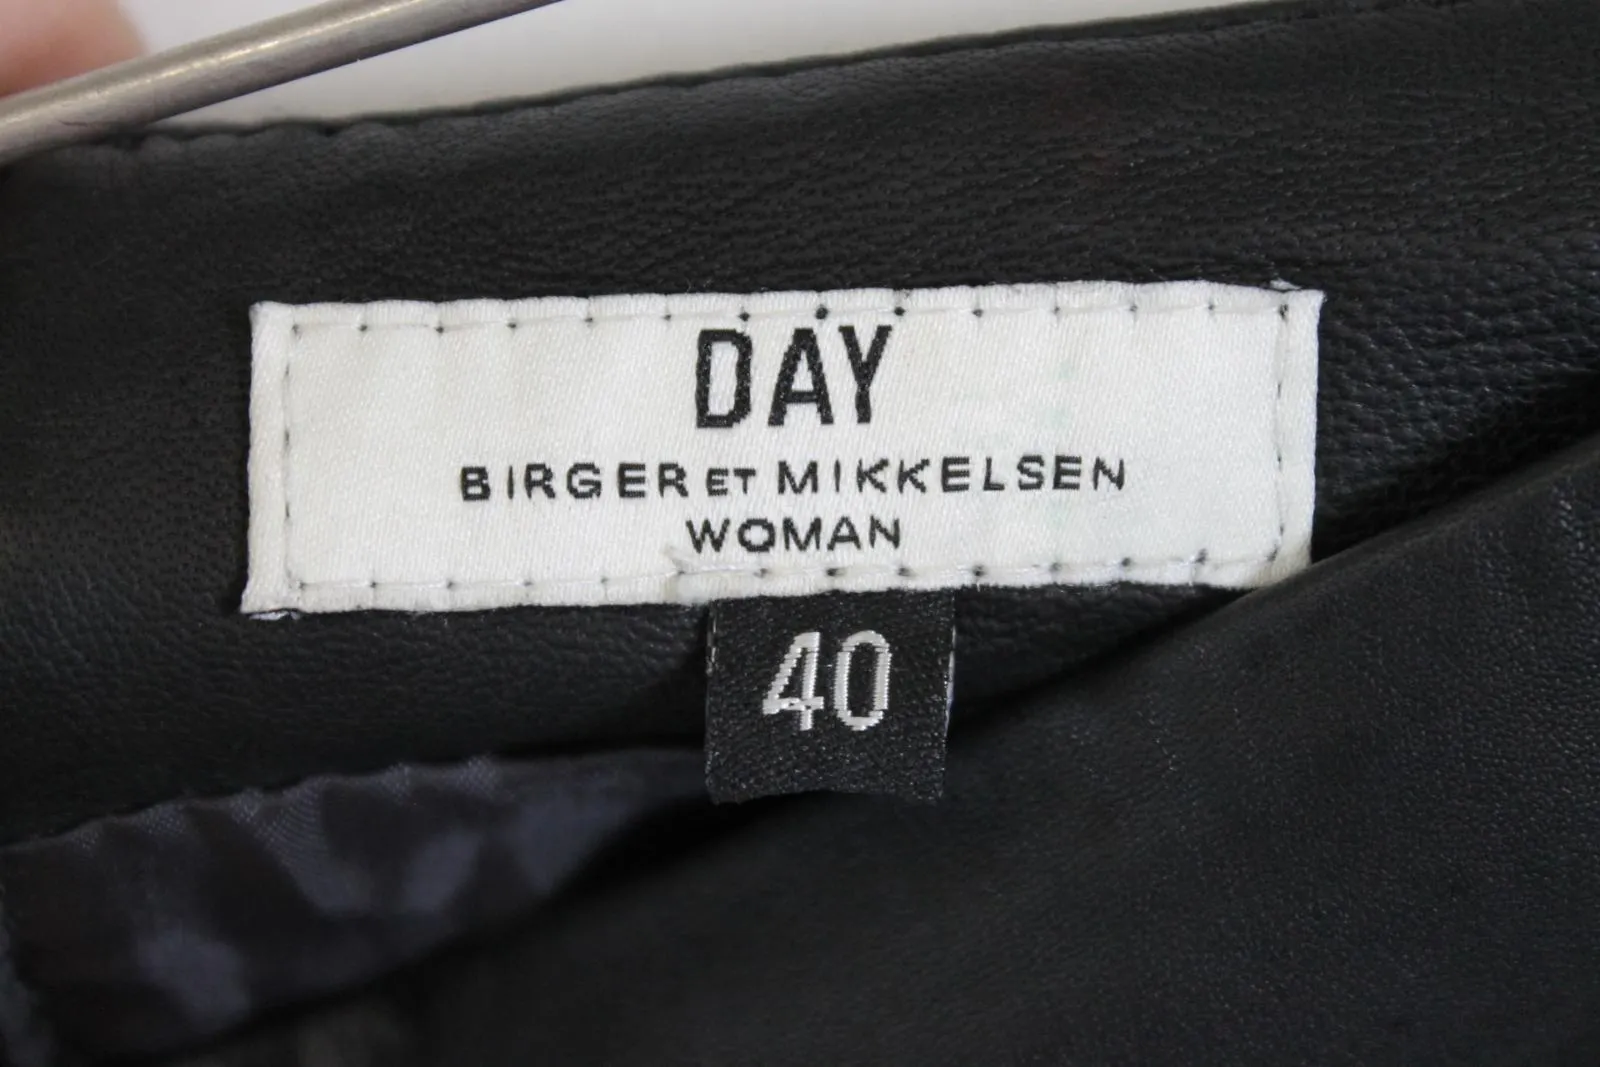 DAY
BIRGER ET MIKKELSEN
WOMAN
40